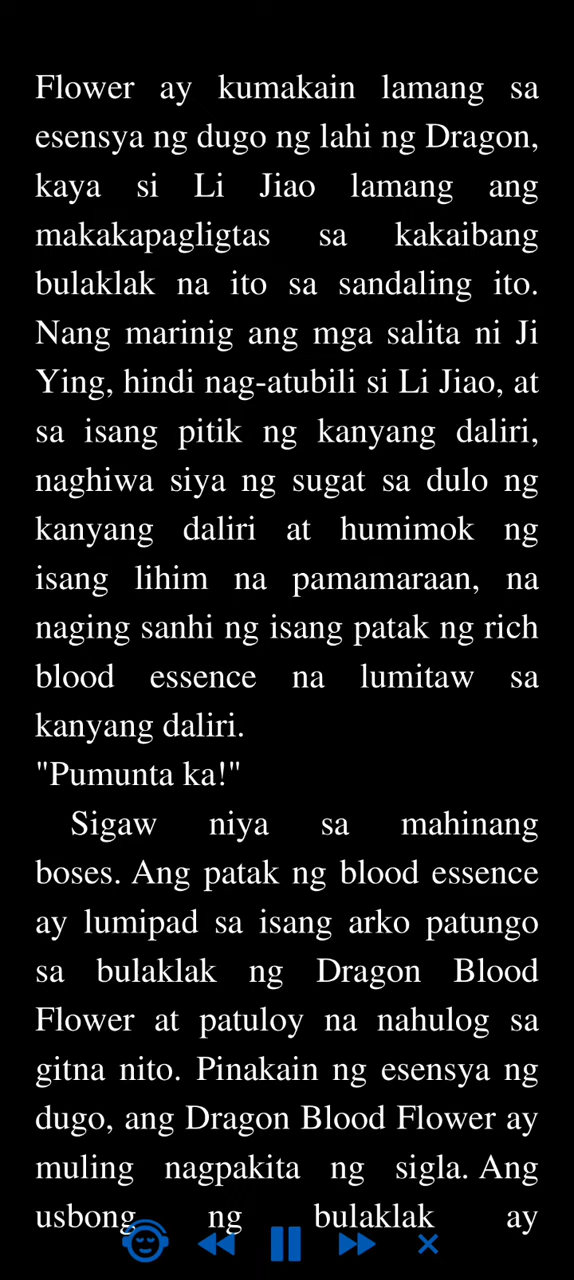 Flower ay kumakain lamang sa
esensya ng dugo ng lahi ng Dragon,
kaya si Li Jiao lamang ang
makakapagligtas sa kakaibang
bulaklak na ito sa sandaling ito.
Nang marinig ang mga salita ni Ji
Ying, hindi nag-atubili si Li Jiao, at
sa isang pitik ng kanyang daliri,
naghiwa siya ng sugat sa dulo ng
kanyang daliri at humimok ng
isang lihim na pamamaraan, na
naging sanhi ng isang patak ng rich
blood essence na lumitaw sa
kanyang daliri.
"Pumunta ka!"
Sigaw niya sa mahinang
boses. Ang patak ng blood essence
ay lumipad sa isang arko patungo
sa bulaklak ng Dragon Blood
Flower at patuloy na nahulog sa
gitna nito. Pinakain ng esensya ng
dugo, ang Dragon Blood Flower ay
muling nagpakita ng sigla. Ang
usbong ng bulaklak ay